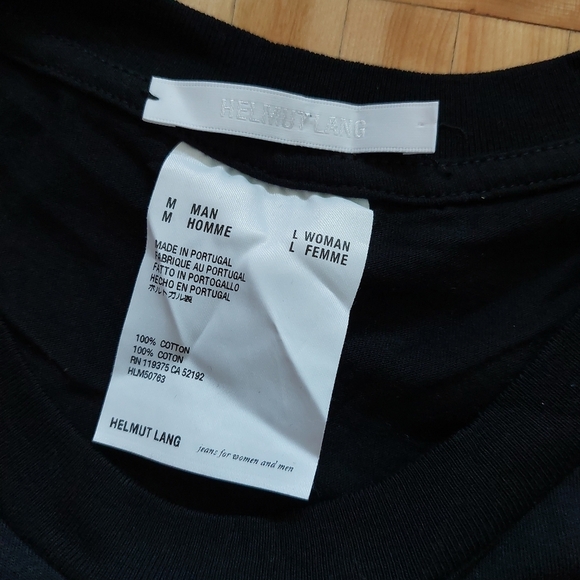 HELMUT LANG
M MAN
M HOMME
L WOMAN
L FEMME
MADE IN PORTUGAL
FABRIQUE AU PORTUGAL
FATTO IN PORTOGALLO
HECHO EN PORTUGAL
ポルトガル製
100% COTTON
100% COTON
RN 119375 CA 52192
HLM50763
HELMUT LANG
jeans for women and men